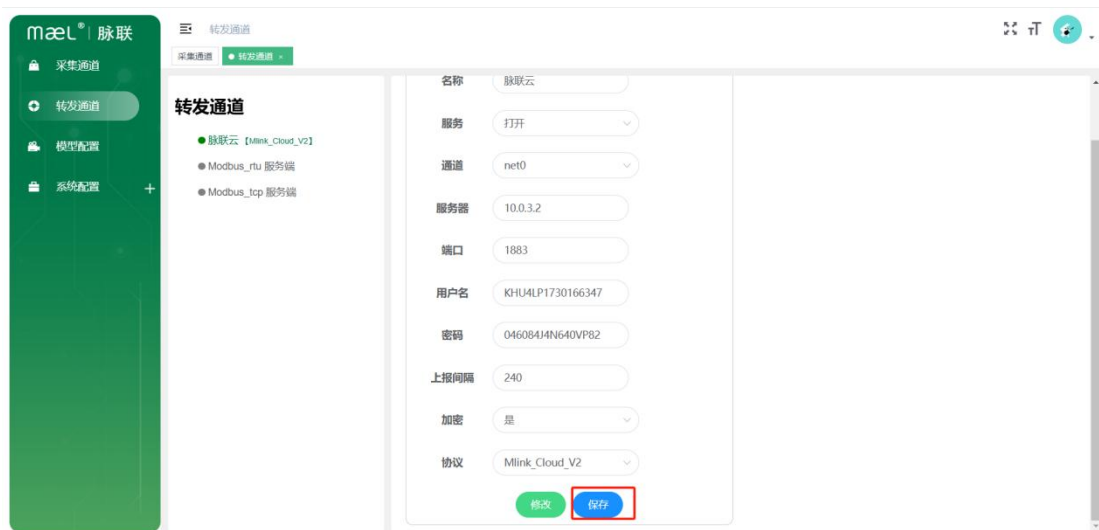 mæL® | 脉联
转发通道
TT
采集通道
转发通道 ×
采集通道
转发通道
模型配置
系统配置 +
转发通道
脉联云【Mlink_Cloud_V2】
Modbus_rtu 服务端
Modbus_tcp 服务端
名称 脉联云
服务 打开
通道 net0
服务器 10.0.3.2
端口 1883
用户名 KHU4LP1730166347
密码 046084J4N640VP82
上报间隔 240
加密 是
协议 Mlink_Cloud_V2
修改 保存